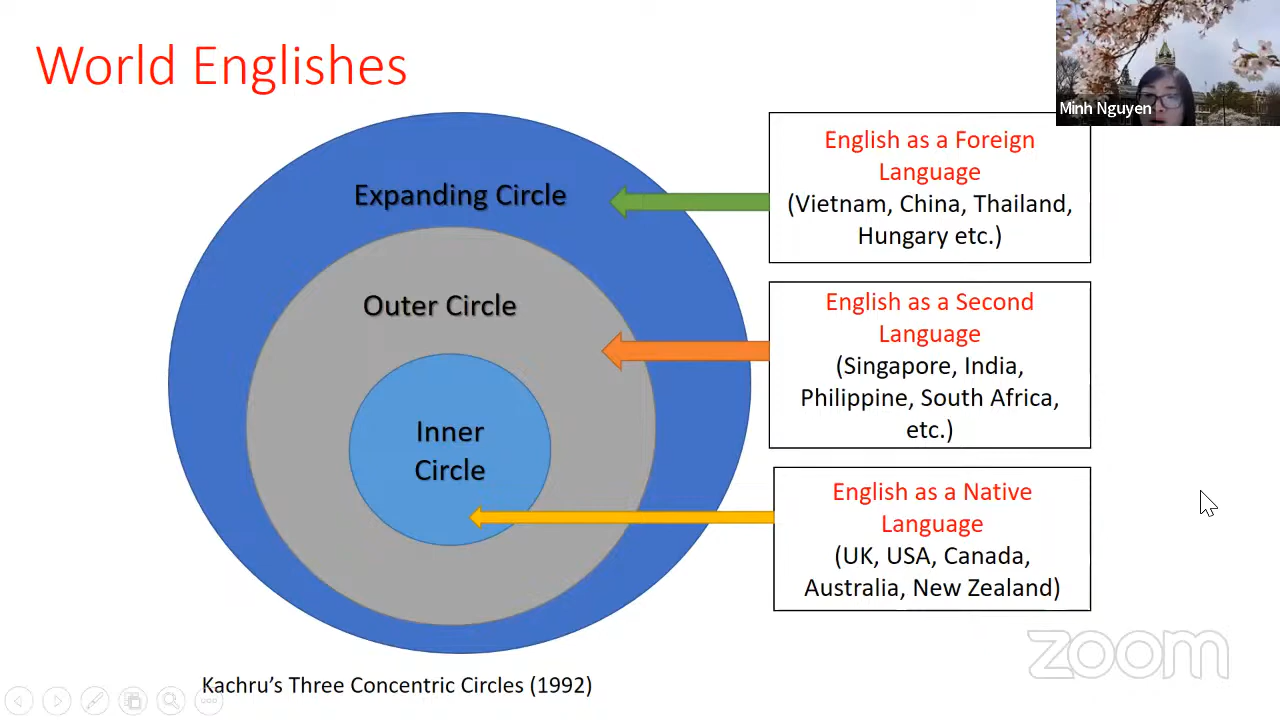 World Englishes
Minh Nguyen
Expanding Circle
English as a Foreign
Language
(Vietnam, China, Thailand,
Hungary etc.)
Outer Circle
English as a Second
Language
(Singapore, India,
Philippine, South Africa,
etc.)
Inner
Circle
English as a Native
Language
(UK, USA, Canada,
Australia, New Zealand)
zoom
Kachru’s Three Concentric Circles (1992)